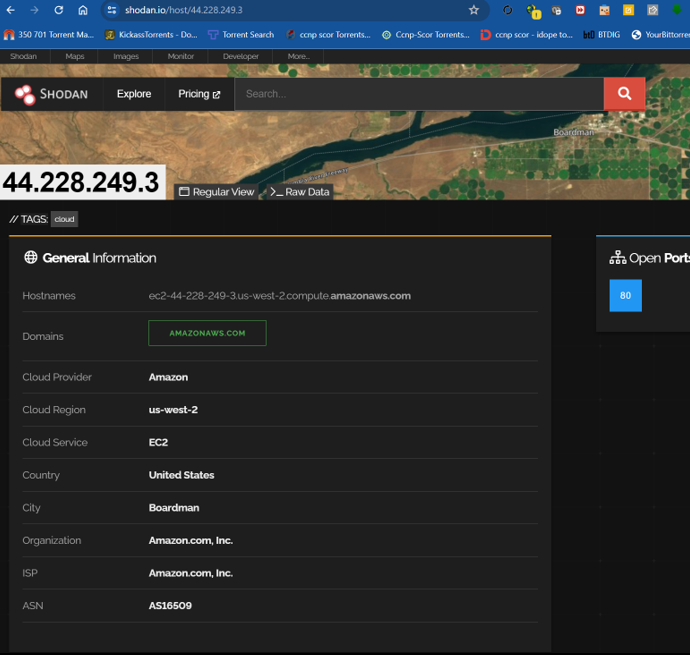 shodan.io/host/44.228.249.3
350 701 Torrent Ma... KickassTorrents - Do... Torrent Search ccnp scor Torrents... Ccnp-Scor Torrents... ccnp scor - idope to... BTDIG YourBittorre
Shodan Maps Images Monitor Developer More...
SHODAN Explore Pricing Search...
Boardman
44.228.249.3
Regular View >_ Raw Data
// TAGS: cloud
General Information
Hostnames ec2-44-228-249-3.us-west-2.compute.amazonaws.com
Domains AMAZONAWS.COM
Cloud Provider Amazon
Cloud Region us-west-2
Cloud Service EC2
Country United States
City Boardman
Organization Amazon.com, Inc.
ISP Amazon.com, Inc.
ASN AS16509
Open Ports
80